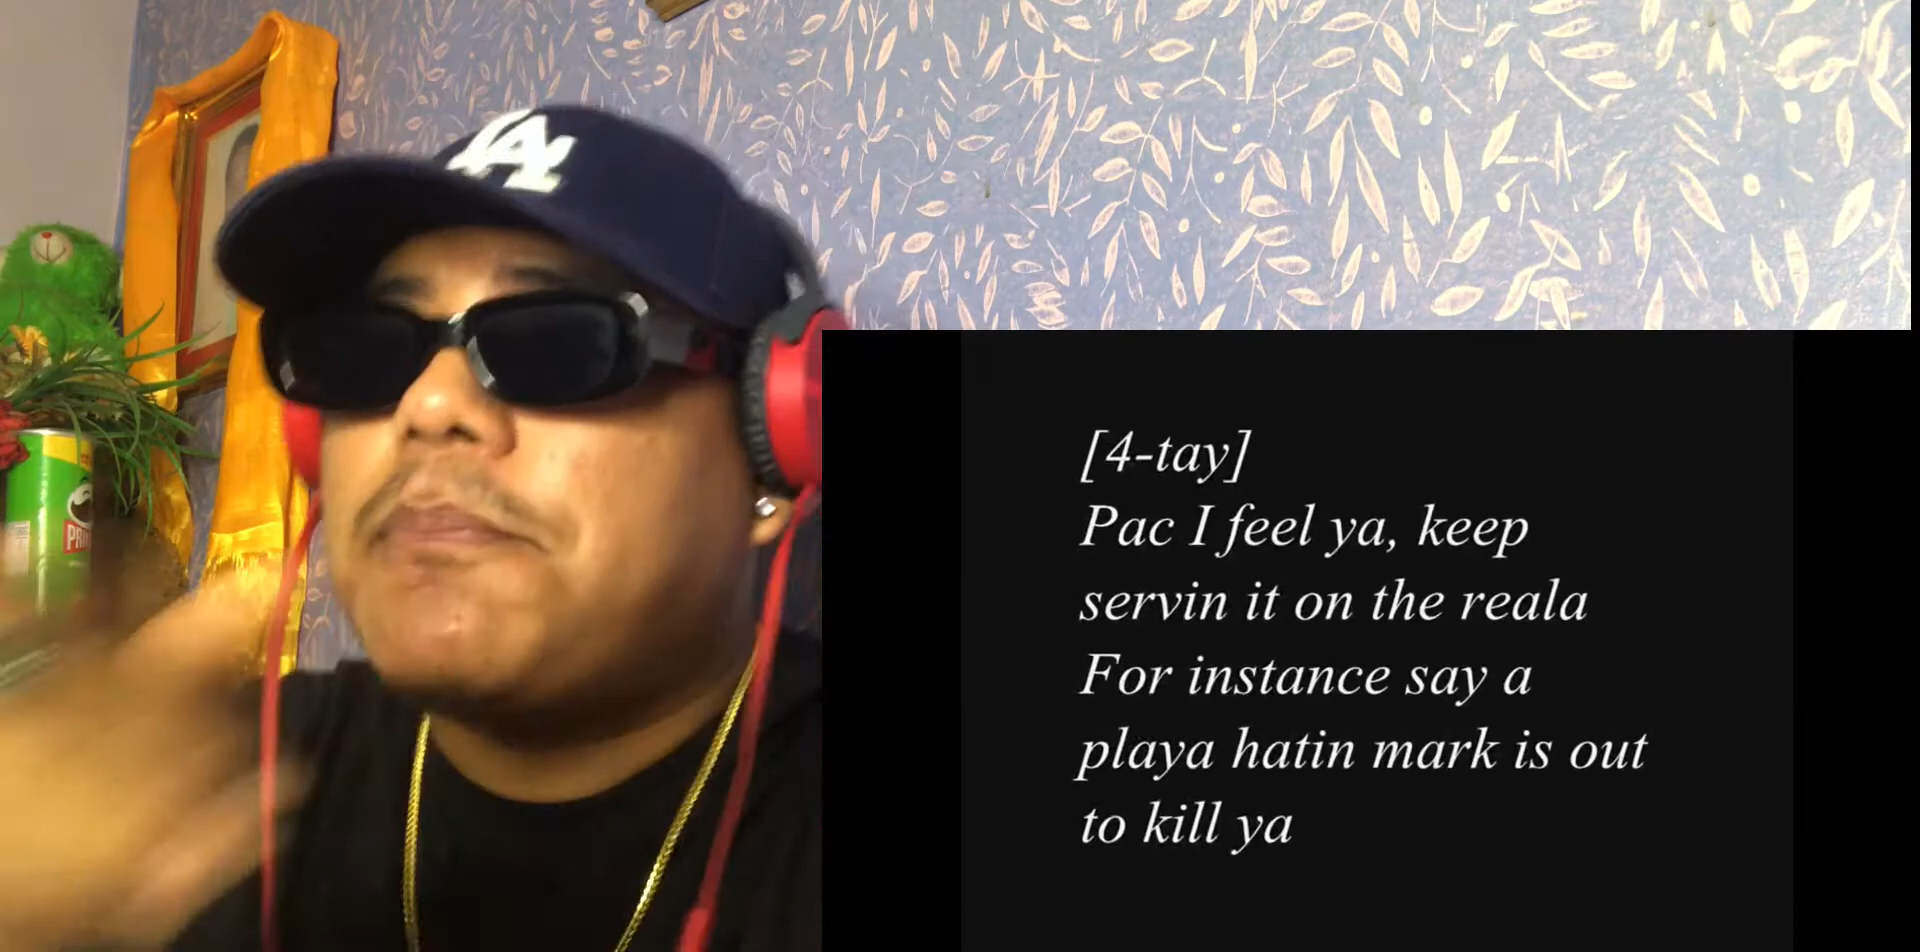 LA
PRIN
[4-tay]
Pac I feel ya, keep
servin it on the reala
For instance say a
playa hatin mark is out
to kill ya